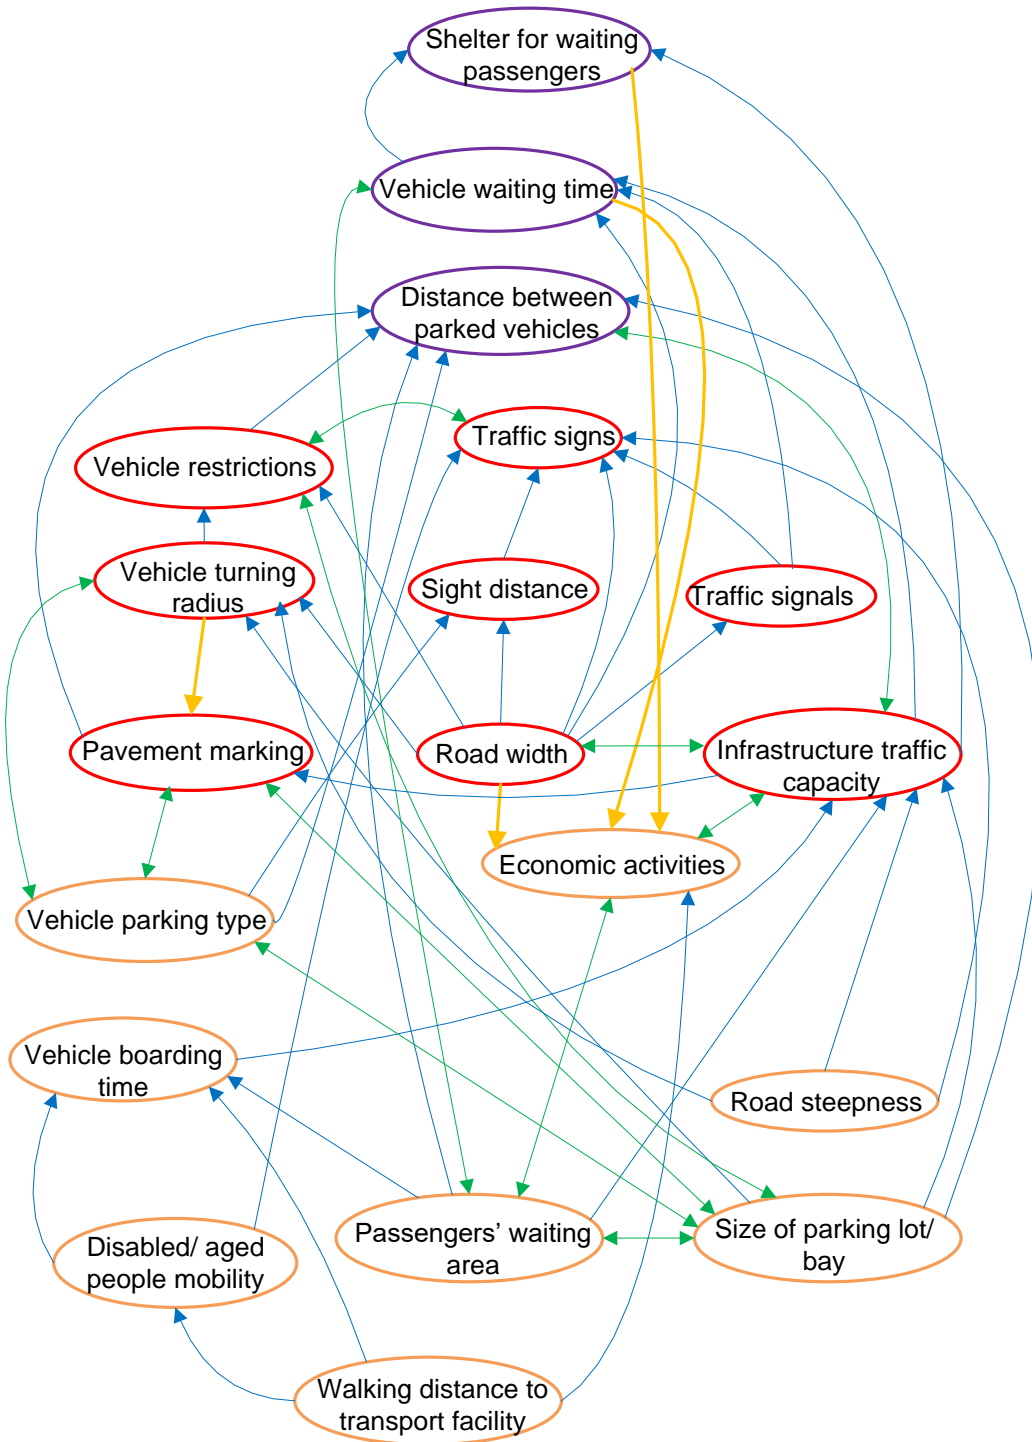 Shelter for waiting
passengers
Vehicle waiting time
Distance between
parked vehicles
Traffic signs
Vehicle restrictions
Vehicle turning
radius
Sight distance
Traffic signals
Pavement marking
Road width
Infrastructure traffic
capacity
Economic activities
Vehicle parking type
Vehicle boarding
time
Road steepness
Disabled/ aged
people mobility
Passengers’ waiting
area
Size of parking lot/
bay
Walking distance to
transport facility